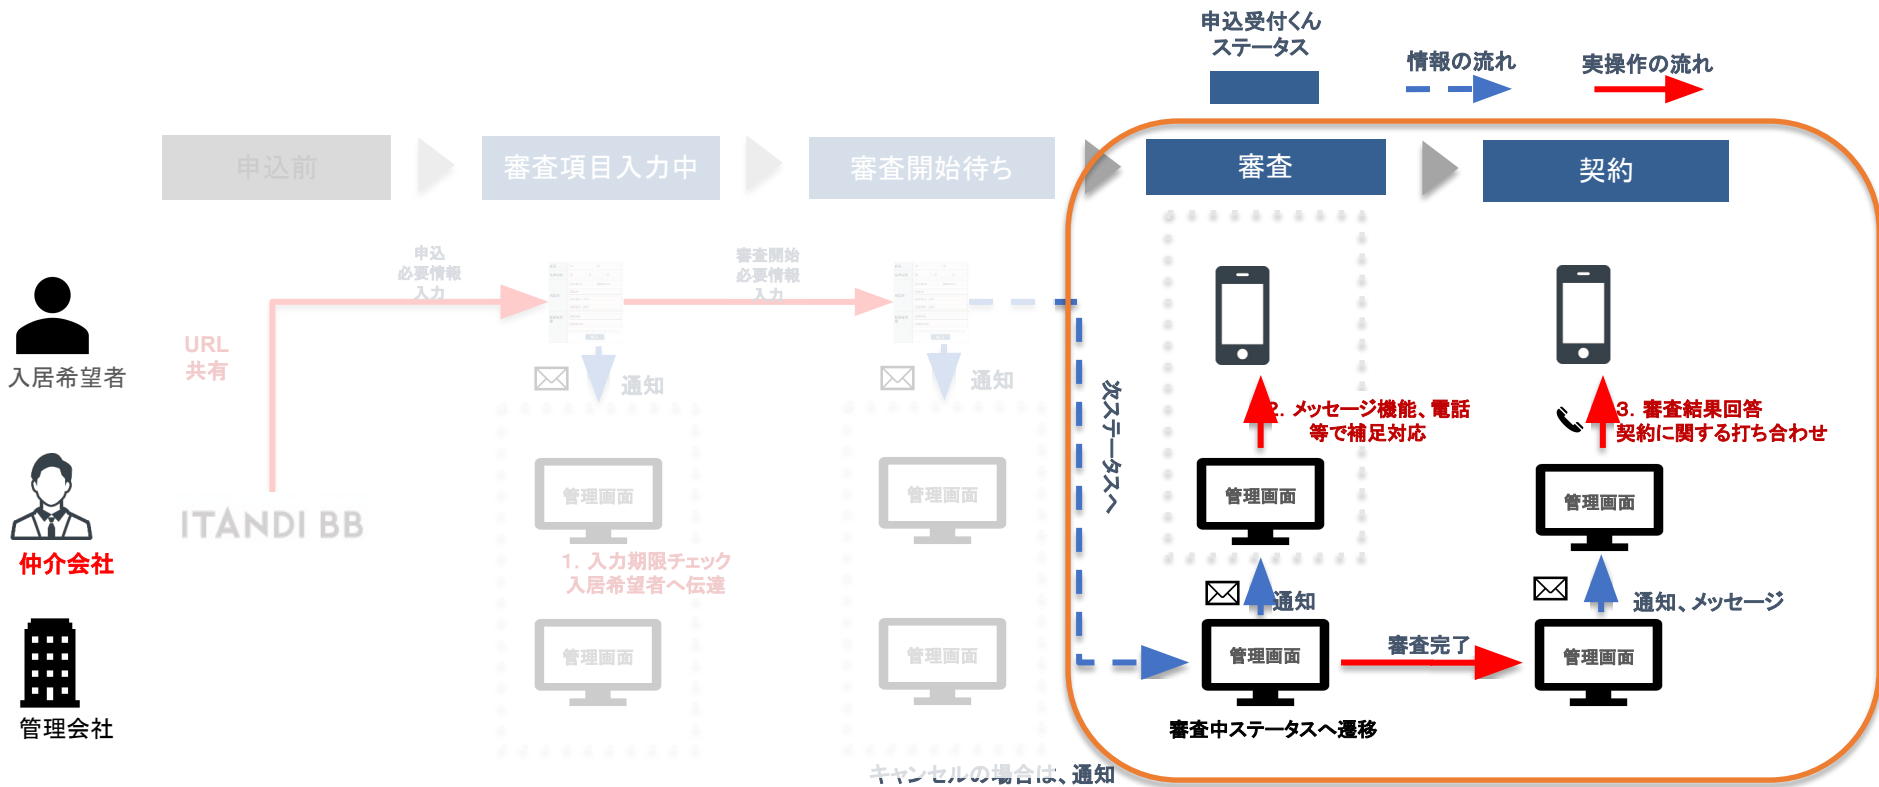 申込受付くん
ステータス
情報の流れ
実操作の流れ
申込前
審査項目入力中
審査開始待ち
審査
契約
申込
必要情報
入力
審査開始
必要情報
入力
URL
共有
入居希望者
通知
通知
次ステータスへ
2. メッセージ機能、電話
等で補足対応
3. 審査結果回答
契約に関する打ち合わせ
ITANDI BB
仲介会社
管理画面
管理画面
管理画面
管理画面
1. 入力期限チェック
入居希望者へ伝達
通知
通知、メッセージ
管理会社
管理画面
管理画面
管理画面
審査完了
管理画面
審査中ステータスへ遷移
キャンセルの場合は、通知